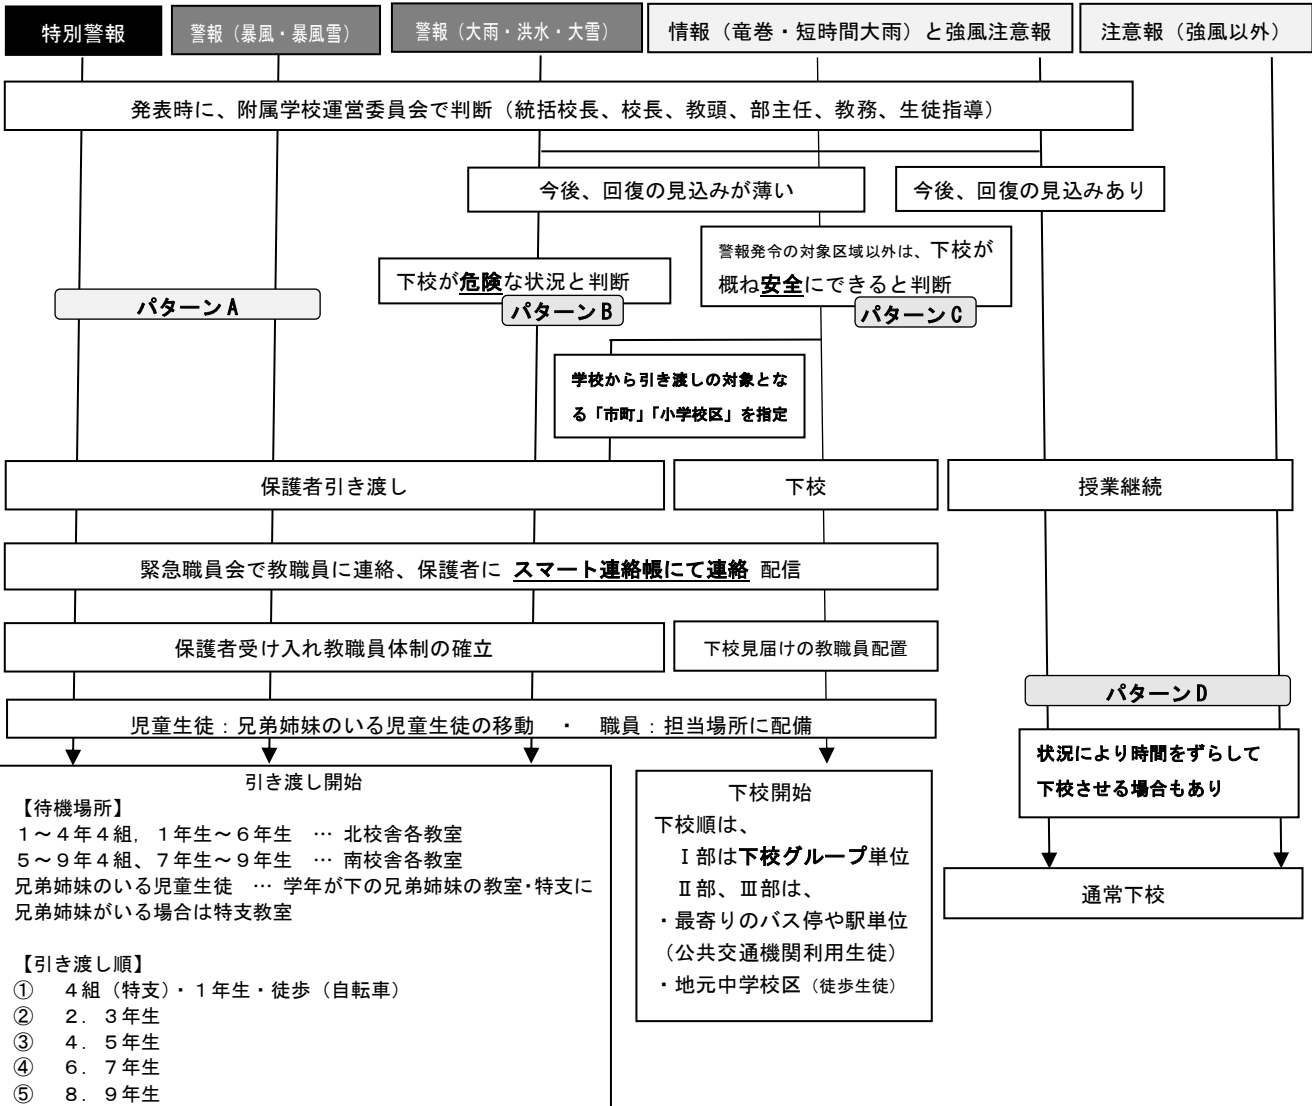 特別警報
警報（暴風・暴風雪）
警報（大雨・洪水・大雪）
情報（竜巻・短時間大雨）と強風注意報
注意報（強風以外）
発表時に、附属学校運営委員会で判断（統括校長、校長、教頭、部主任、教務、生徒指導）
今後、回復の見込みが薄い
今後、回復の見込みあり
下校が危険な状況と判断
警報発令の対象区域以外は、下校が
概ね安全にできると判断
パターンA
パターンB
パターンC
学校から引き渡しの対象とな
る「市町」「小学校区」を指定
保護者引き渡し
下校
授業継続
緊急職員会で教職員に連絡、保護者に スマート連絡帳にて連絡 配信
保護者受け入れ教職員体制の確立
下校見届けの教職員配置
パターンD
児童生徒：兄弟姉妹のいる児童生徒の移動　・　職員：担当場所に配備
状況により時間をずらして
下校させる場合もあり
引き渡し開始
【待機場所】
１～４年４組，１年生～６年生　…　北校舎各教室
５～９年４組、７年生～９年生　…　南校舎各教室
兄弟姉妹のいる児童生徒　…　学年が下の兄弟姉妹の教室・特支に
兄弟姉妹がいる場合は特支教室
【引き渡し順】
①　４組（特支）・１年生・徒歩（自転車）
②　２．３年生
③　４．５年生
④　６．７年生
⑤　８．９年生
下校開始
下校順は、
Ⅰ部は下校グループ単位
Ⅱ部、Ⅲ部は、
・最寄りのバス停や駅単位
（公共交通機関利用生徒）
・地元中学校区（徒歩生徒）
通常下校